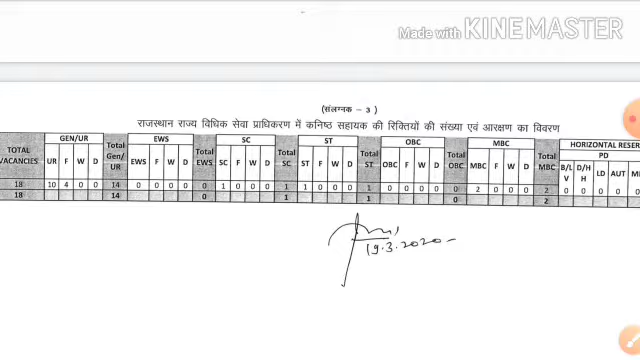 Made with KINEMASTER
(संलग्नक - 3)
राजस्थान राज्य विधिक सेवा प्राधिकरण में कनिष्ठ सहायक की रिक्तियों की संख्या एवं आरक्षण का विवरण
TOTAL VACANCIES GEN/UR Total Gen/UR EWS Total EWS SC Total SC ST Total ST OBC Total OBC MBC Total MBC HORIZONTAL RESER
PD
UR F W D EWS F W D SC F W D ST F W D OBC F W D MBC F W D B/LV D/HH LD AUT M
18 10 4 0 0 14 0 0 0 0 0 1 0 0 0 1 1 0 0 0 1 0 0 0 0 0 2 0 0 0 2 0 0 0 0 0
18 14 0 1 1 0 2
19.3.2020